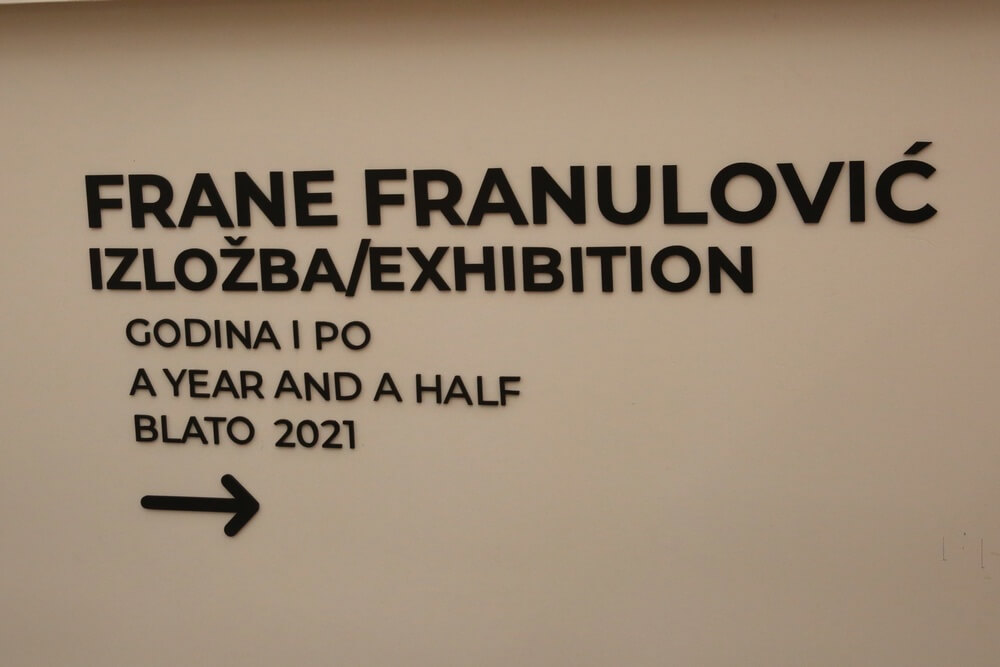 FRANE FRANULOVIĆ
IZLOŽBA/EXHIBITION
GODINA I PO
A YEAR AND A HALF
BLATO 2021